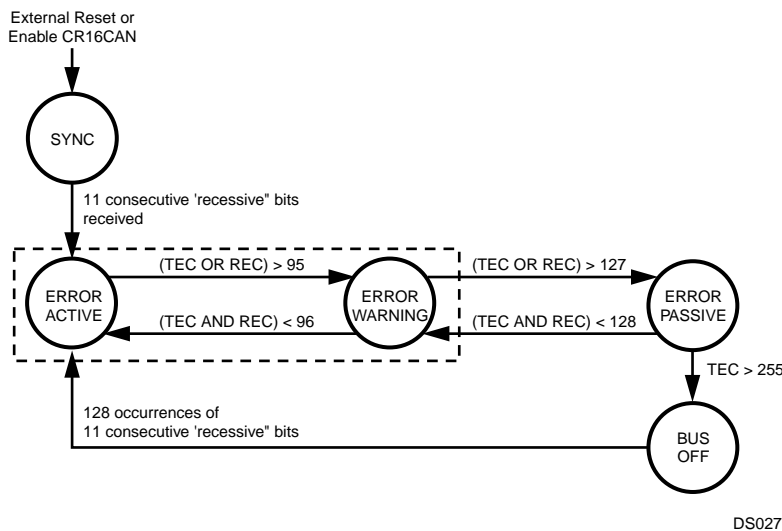 External Reset or
Enable CR16CAN
SYNC
11 consecutive 'recessive" bits
received
(TEC OR REC) > 95
(TEC OR REC) > 127
ERROR
ACTIVE
ERROR
WARNING
ERROR
PASSIVE
(TEC AND REC) < 96
(TEC AND REC) < 128
TEC > 255
128 occurrences of
11 consecutive 'recessive" bits
BUS
OFF
DS027